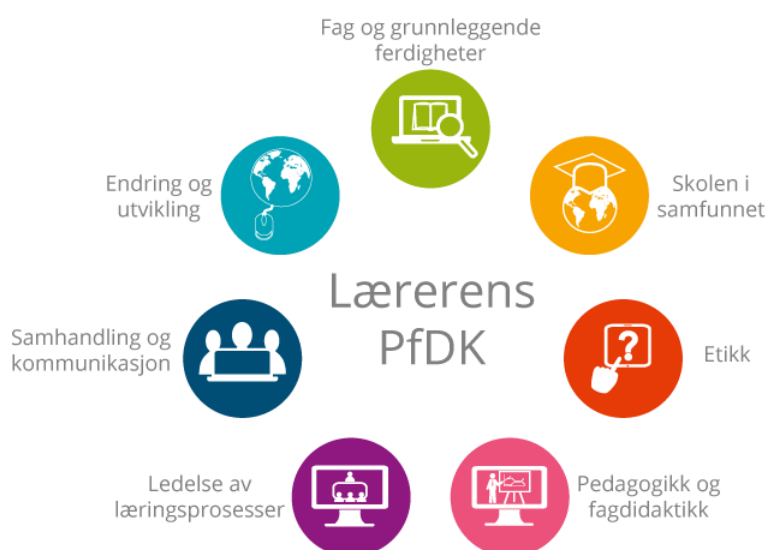 Fag og grunnleggende
ferdigheter
Endring og
utvikling
Skolen i
samfunnet
Lærerens
PfDK
Samhandling og
kommunikasjon
?
Etikk
Ledelse av
læringsprosesser
Pedagogikk og
fagdidaktikk